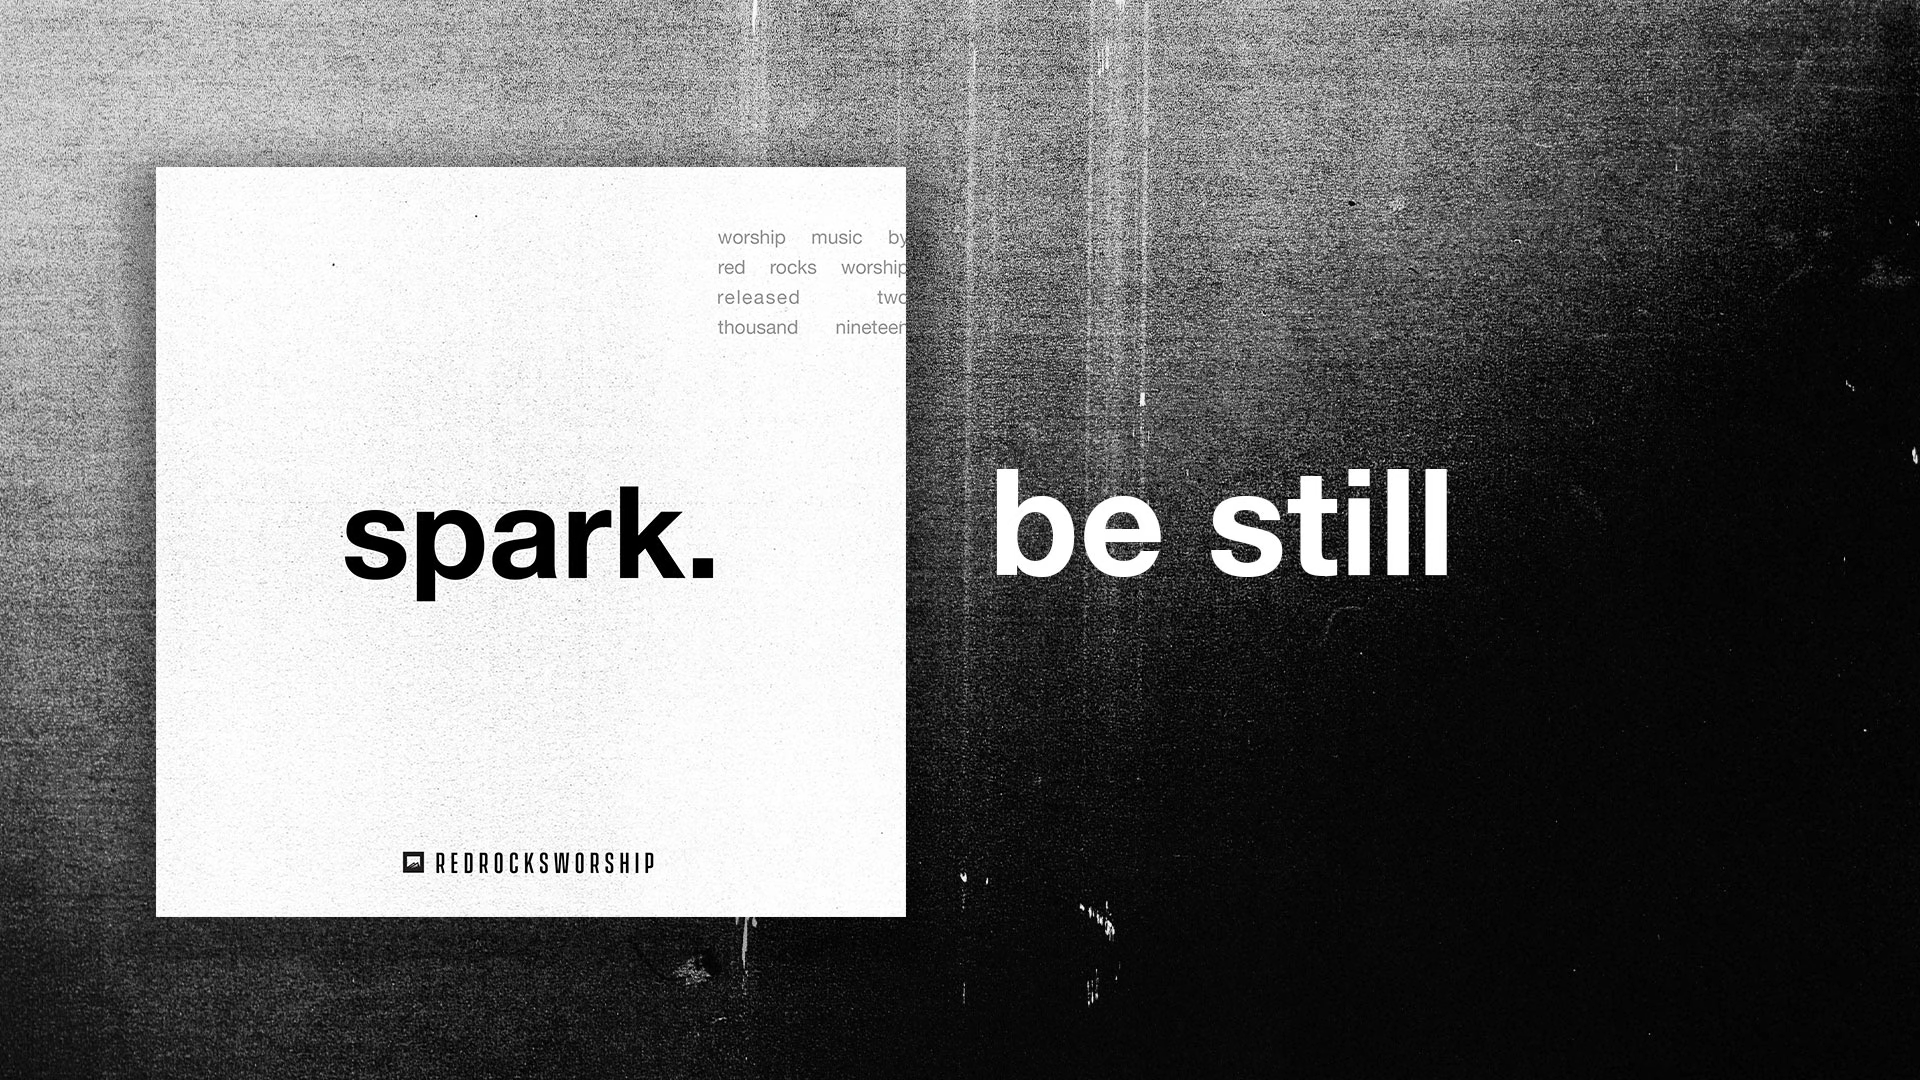 worship music by
red rocks worship
released two
thousand nineteen
spark.
be still
REDROCKSWORSHIP